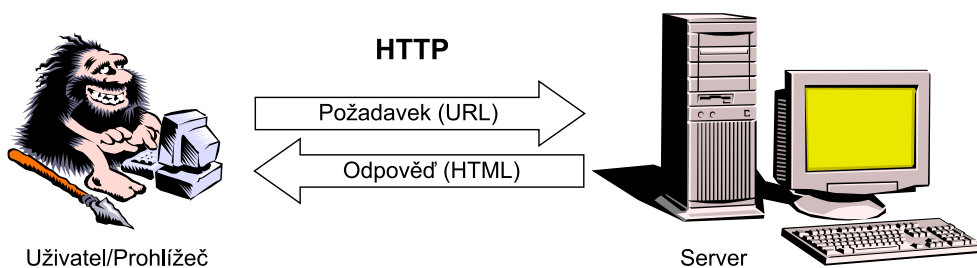 HTTP
Požadavek (URL)
Odpověď (HTML)
Uživatel/Prohlížeč
Server